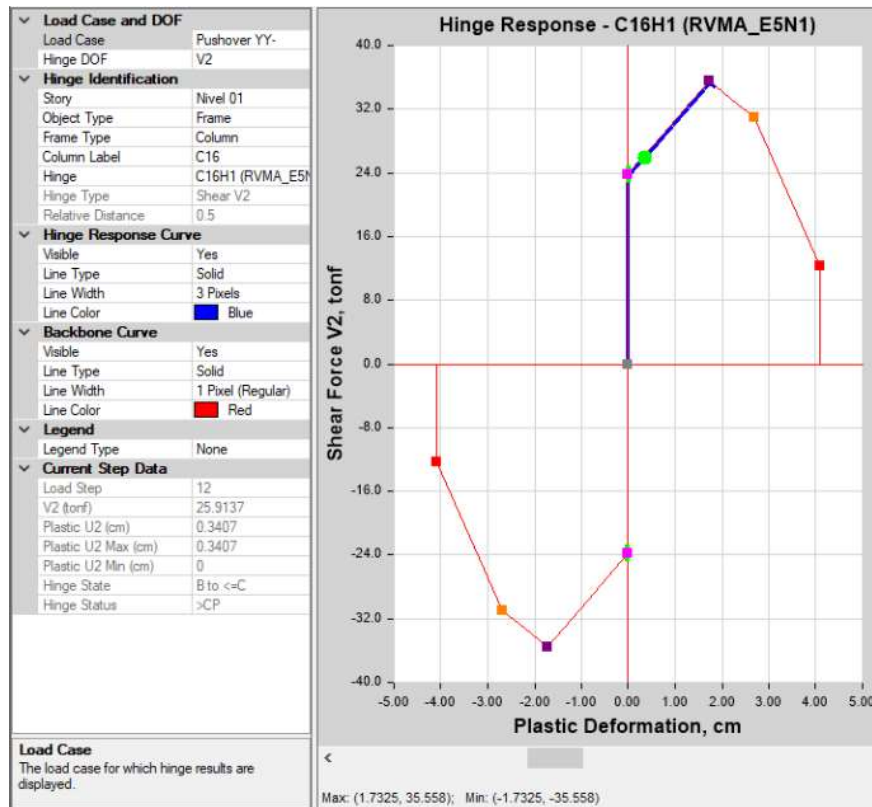 Load Case and DOF
Load Case Pushover YY-
Hinge DOF V2
Hinge Identification
Story Nivel 01
Object Type Frame
Frame Type Column
Column Label C16
Hinge C16H1 (RVMA_E5N
Hinge Type Shear V2
Relative Distance 0.5
Hinge Response Curve
Visible Yes
Line Type Solid
Line Width 3 Pixels
Line Color Blue
Backbone Curve
Visible Yes
Line Type Solid
Line Width 1 Pixel (Regular)
Line Color Red
Legend
Legend Type None
Current Step Data
Load Step 12
V2 (tonf) 25.9137
Plastic U2 (cm) 0.3407
Plastic U2 Max (cm) 0.3407
Plastic U2 Min (cm) 0
Hinge State B to <=C
Hinge Status >CP
Load Case
The load case for which hinge results are
displayed.
Hinge Response - C16H1 (RVMA_E5N1)
Shear Force V2, tonf
40.0
32.0
24.0
16.0
8.0
0.0
-8.0
-16.0
-24.0
-32.0
-40.0
-5.00 -4.00 -3.00 -2.00 -1.00 0.00 1.00 2.00 3.00 4.00 5.00
Plastic Deformation, cm
Max: (1.7325, 35.558); Min: (-1.7325, -35.558)